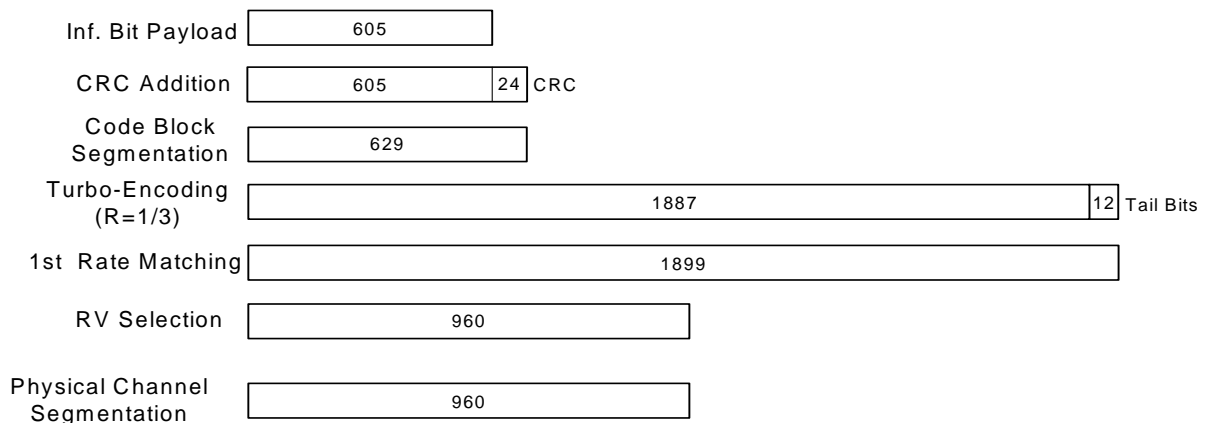 Inf. Bit Payload 605
CRC Addition 605 24 CRC
Code Block
Segmentation 629
Turbo-Encoding
(R=1/3) 1887 12 Tail Bits
1st Rate Matching 1899
RV Selection 960
Physical Channel
Segmentation 960